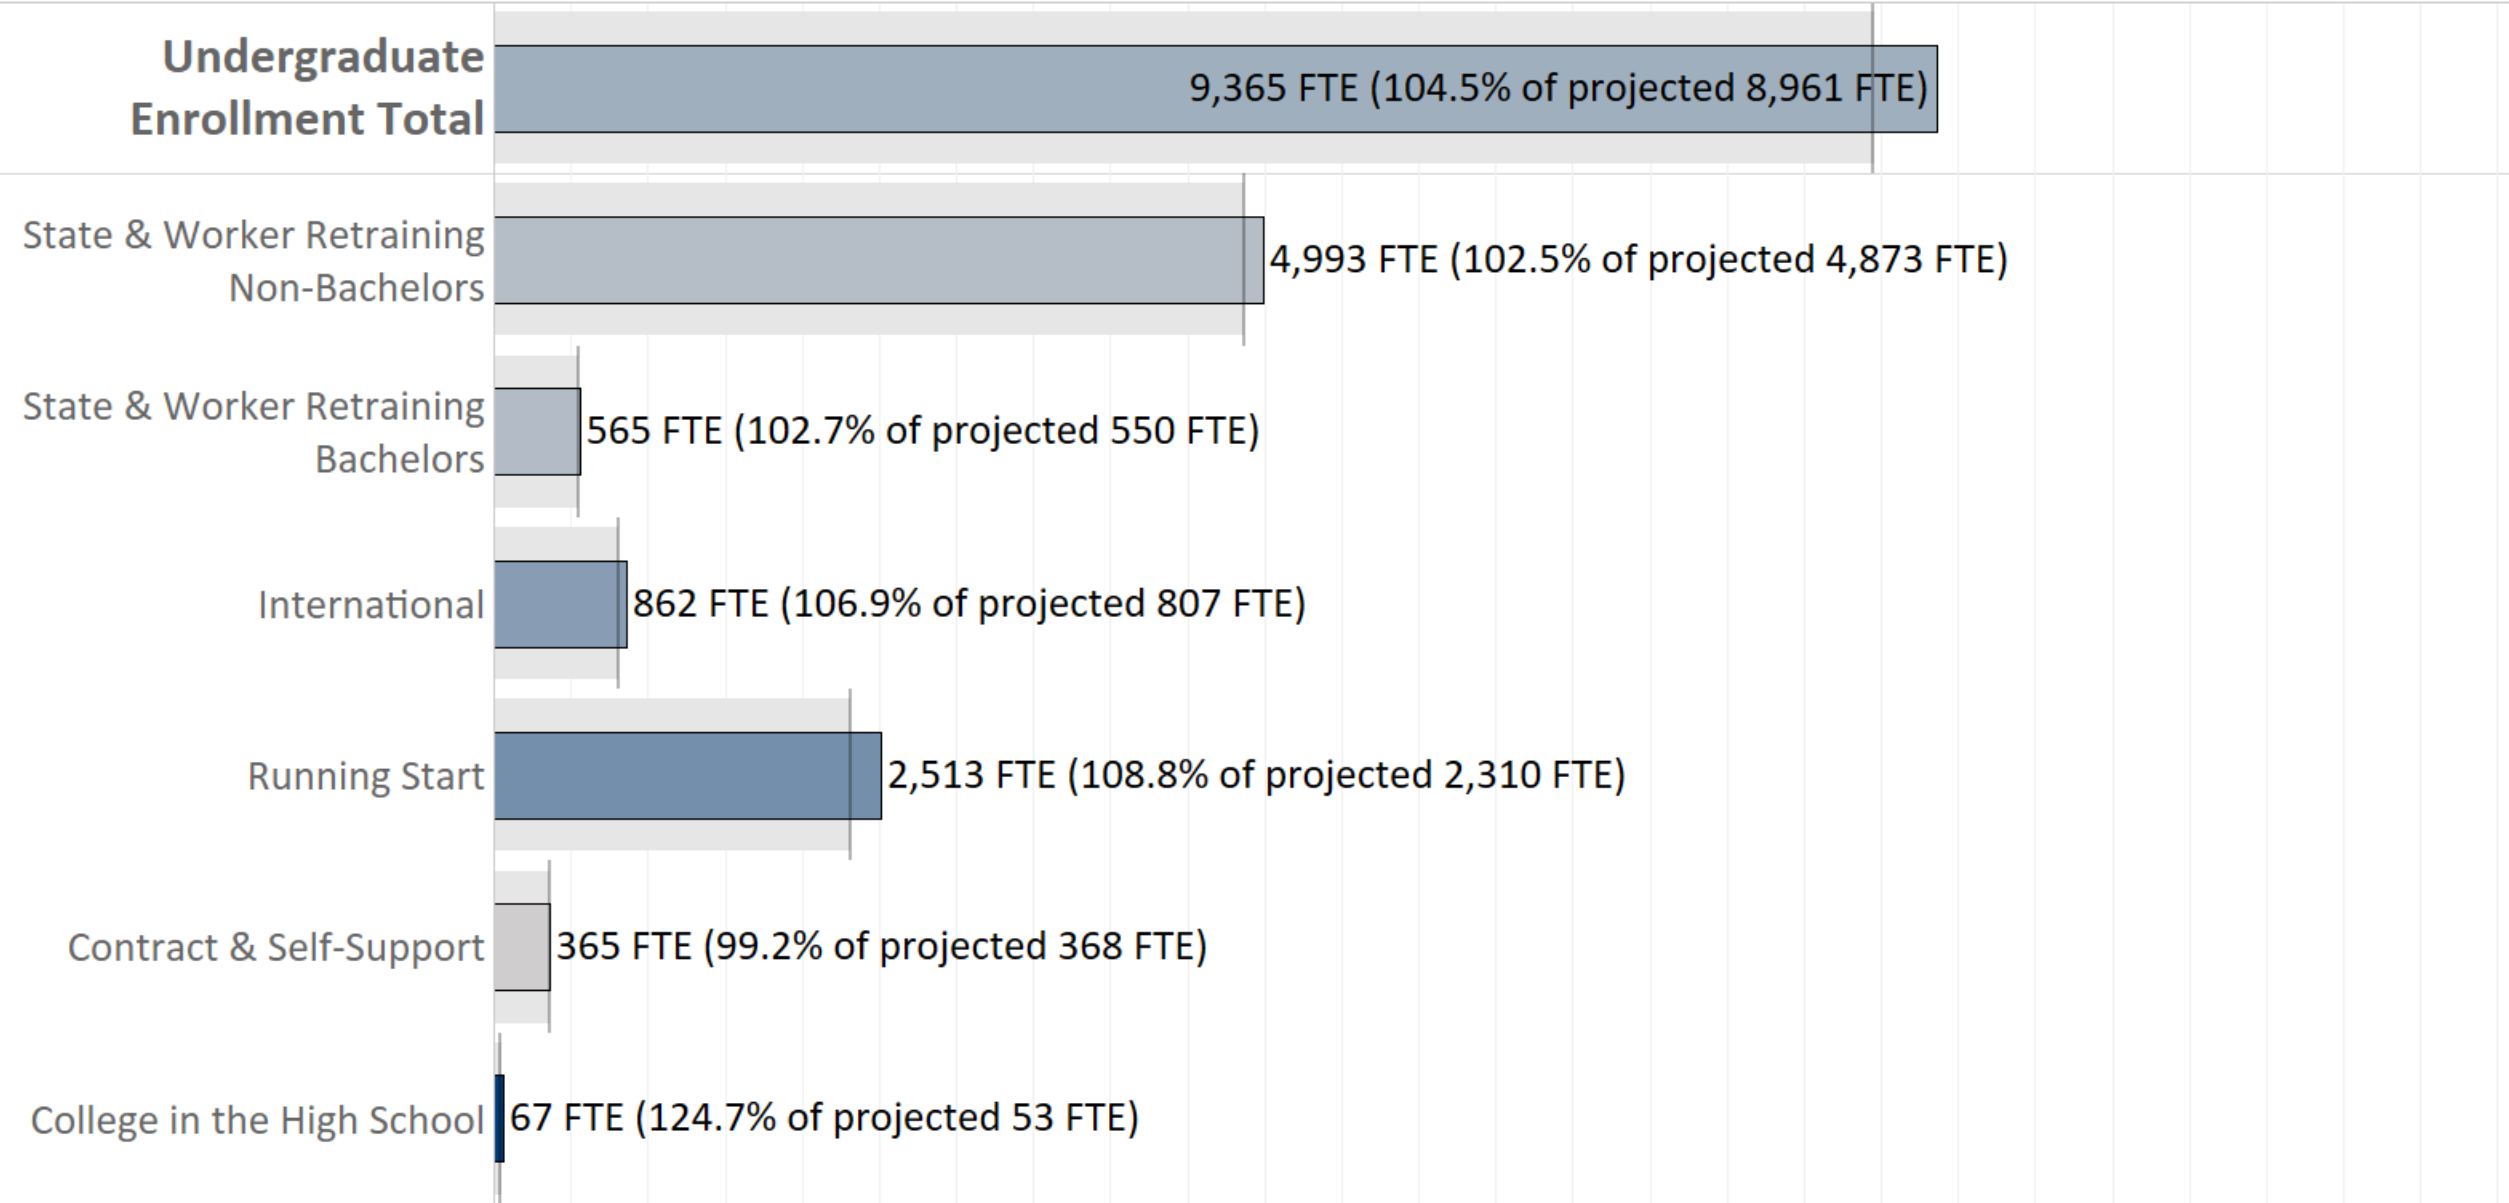 Undergraduate
Enrollment Total
9,365 FTE (104.5% of projected 8,961 FTE)
State & Worker Retraining
Non-Bachelors
4,993 FTE (102.5% of projected 4,873 FTE)
State & Worker Retraining
Bachelors
565 FTE (102.7% of projected 550 FTE)
International
862 FTE (106.9% of projected 807 FTE)
Running Start
2,513 FTE (108.8% of projected 2,310 FTE)
Contract & Self-Support
365 FTE (99.2% of projected 368 FTE)
College in the High School
67 FTE (124.7% of projected 53 FTE)